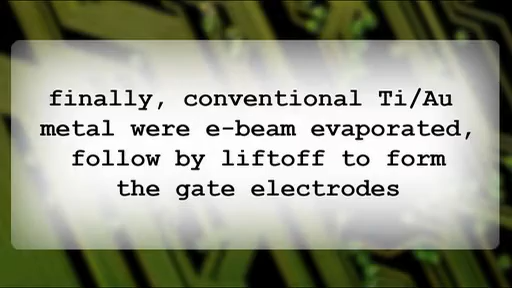 finally, conventional Ti/Au
metal were e-beam evaporated,
follow by liftoff to form
the gate electrodes